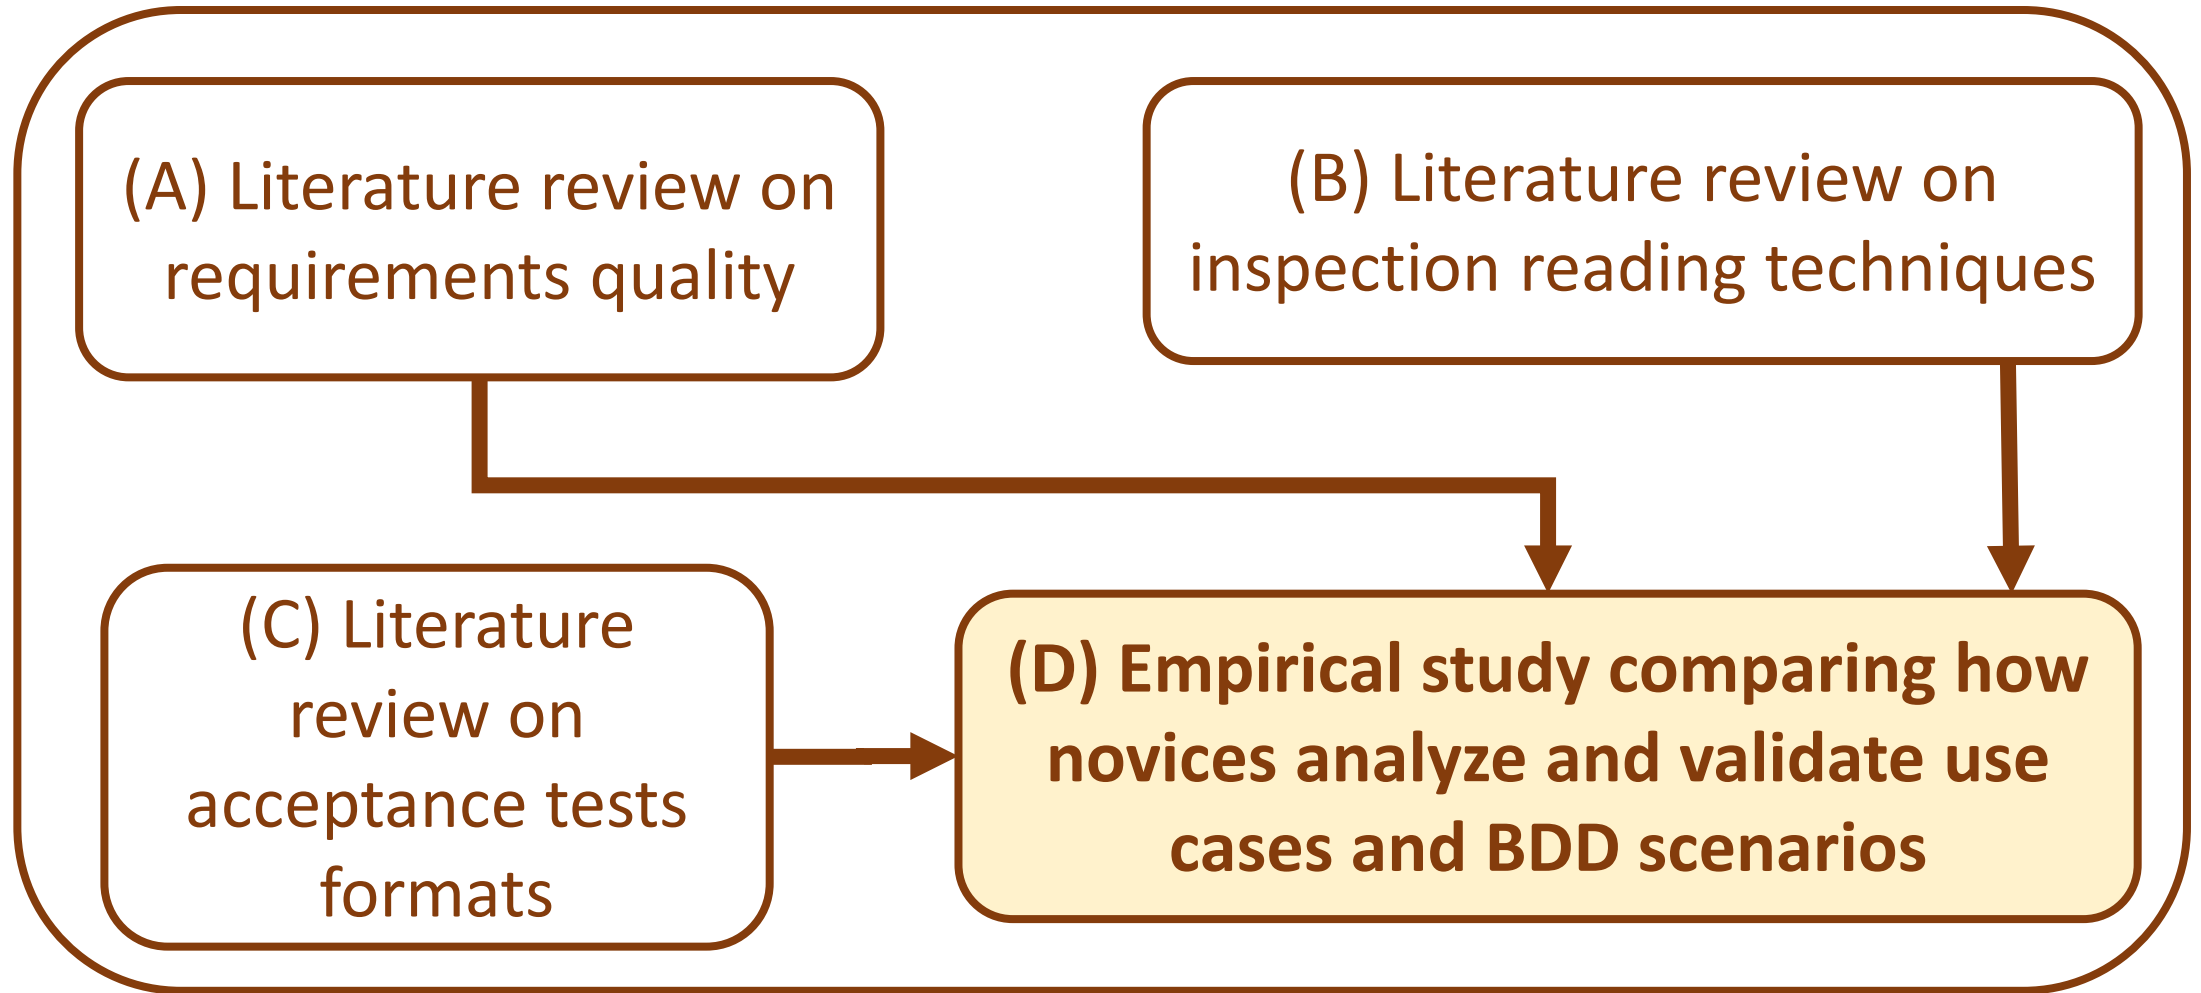 (A) Literature review on
requirements quality
(B) Literature review on
inspection reading techniques
(C) Literature
review on
acceptance tests
formats
(D) Empirical study comparing how
novices analyze and validate use
cases and BDD scenarios